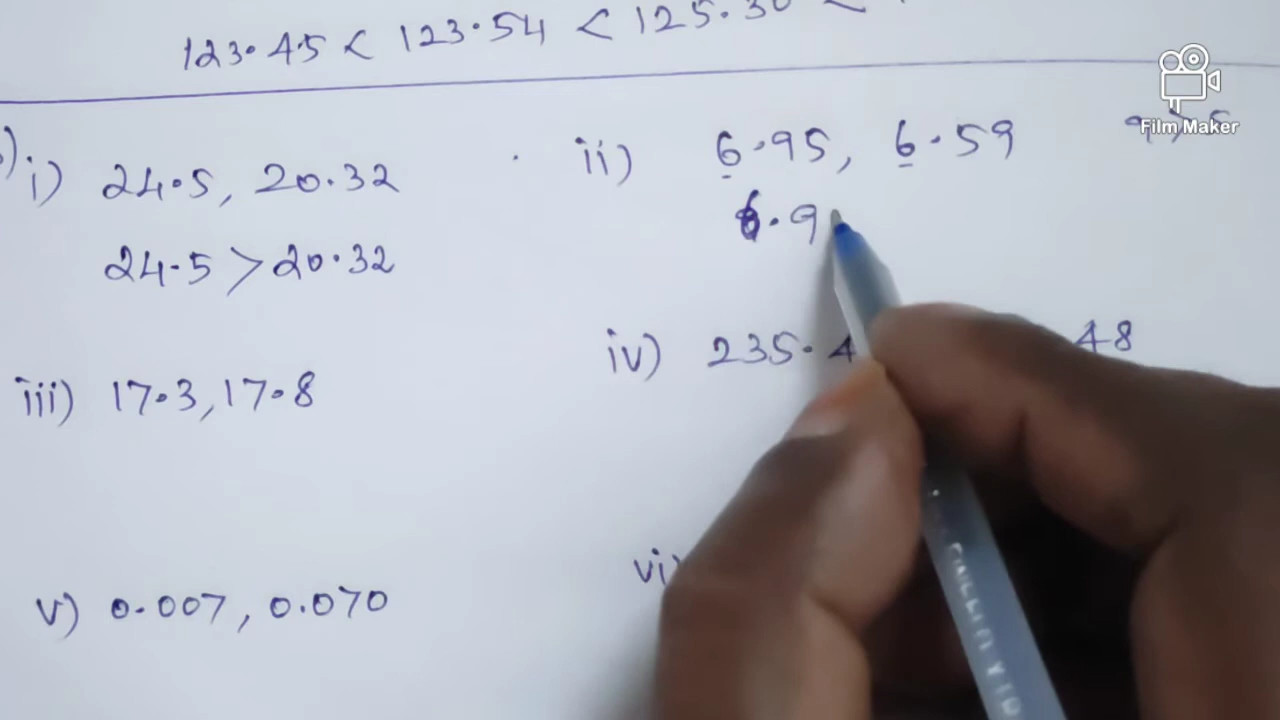 123.45 < 123.54 < 125.30 <
i) 24.5, 20.32
24.5 > 20.32
ii) 6.95, 6.59
6.9
iii) 17.3, 17.8
iv) 235.4 48
v) 0.007, 0.070
vi)
Film Maker
FINEGRIP